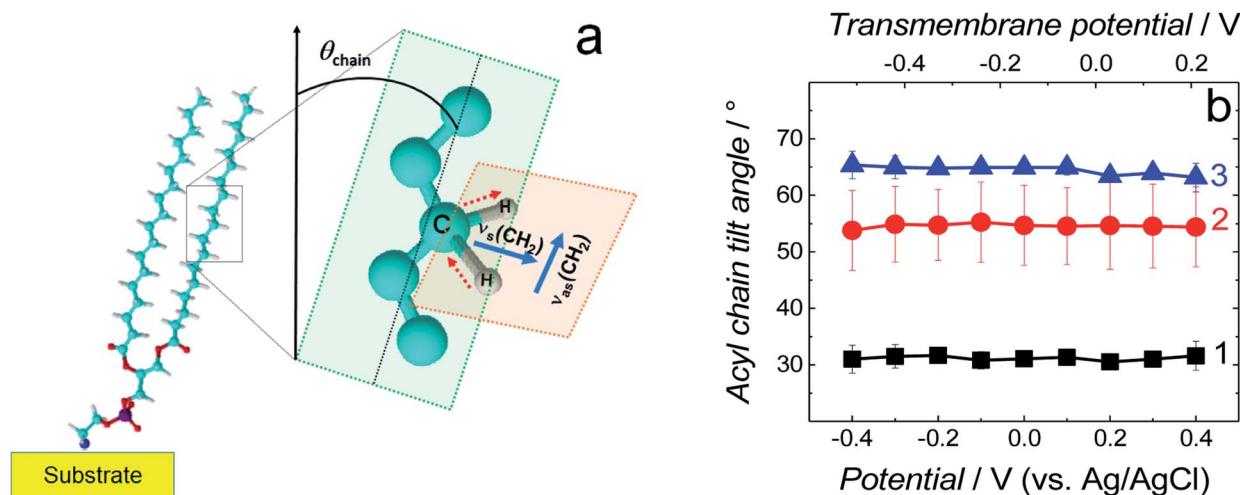 a
θchain
C
H
H
νs(CH2)
νas(CH2)
Substrate
b
Transmembrane potential / V
-0.4 -0.2 0.0 0.2
Acyl chain tilt angle / °
70
60
50
40
30
3
2
1
-0.4 -0.2 0.0 0.2 0.4
Potential / V (vs. Ag/AgCl)